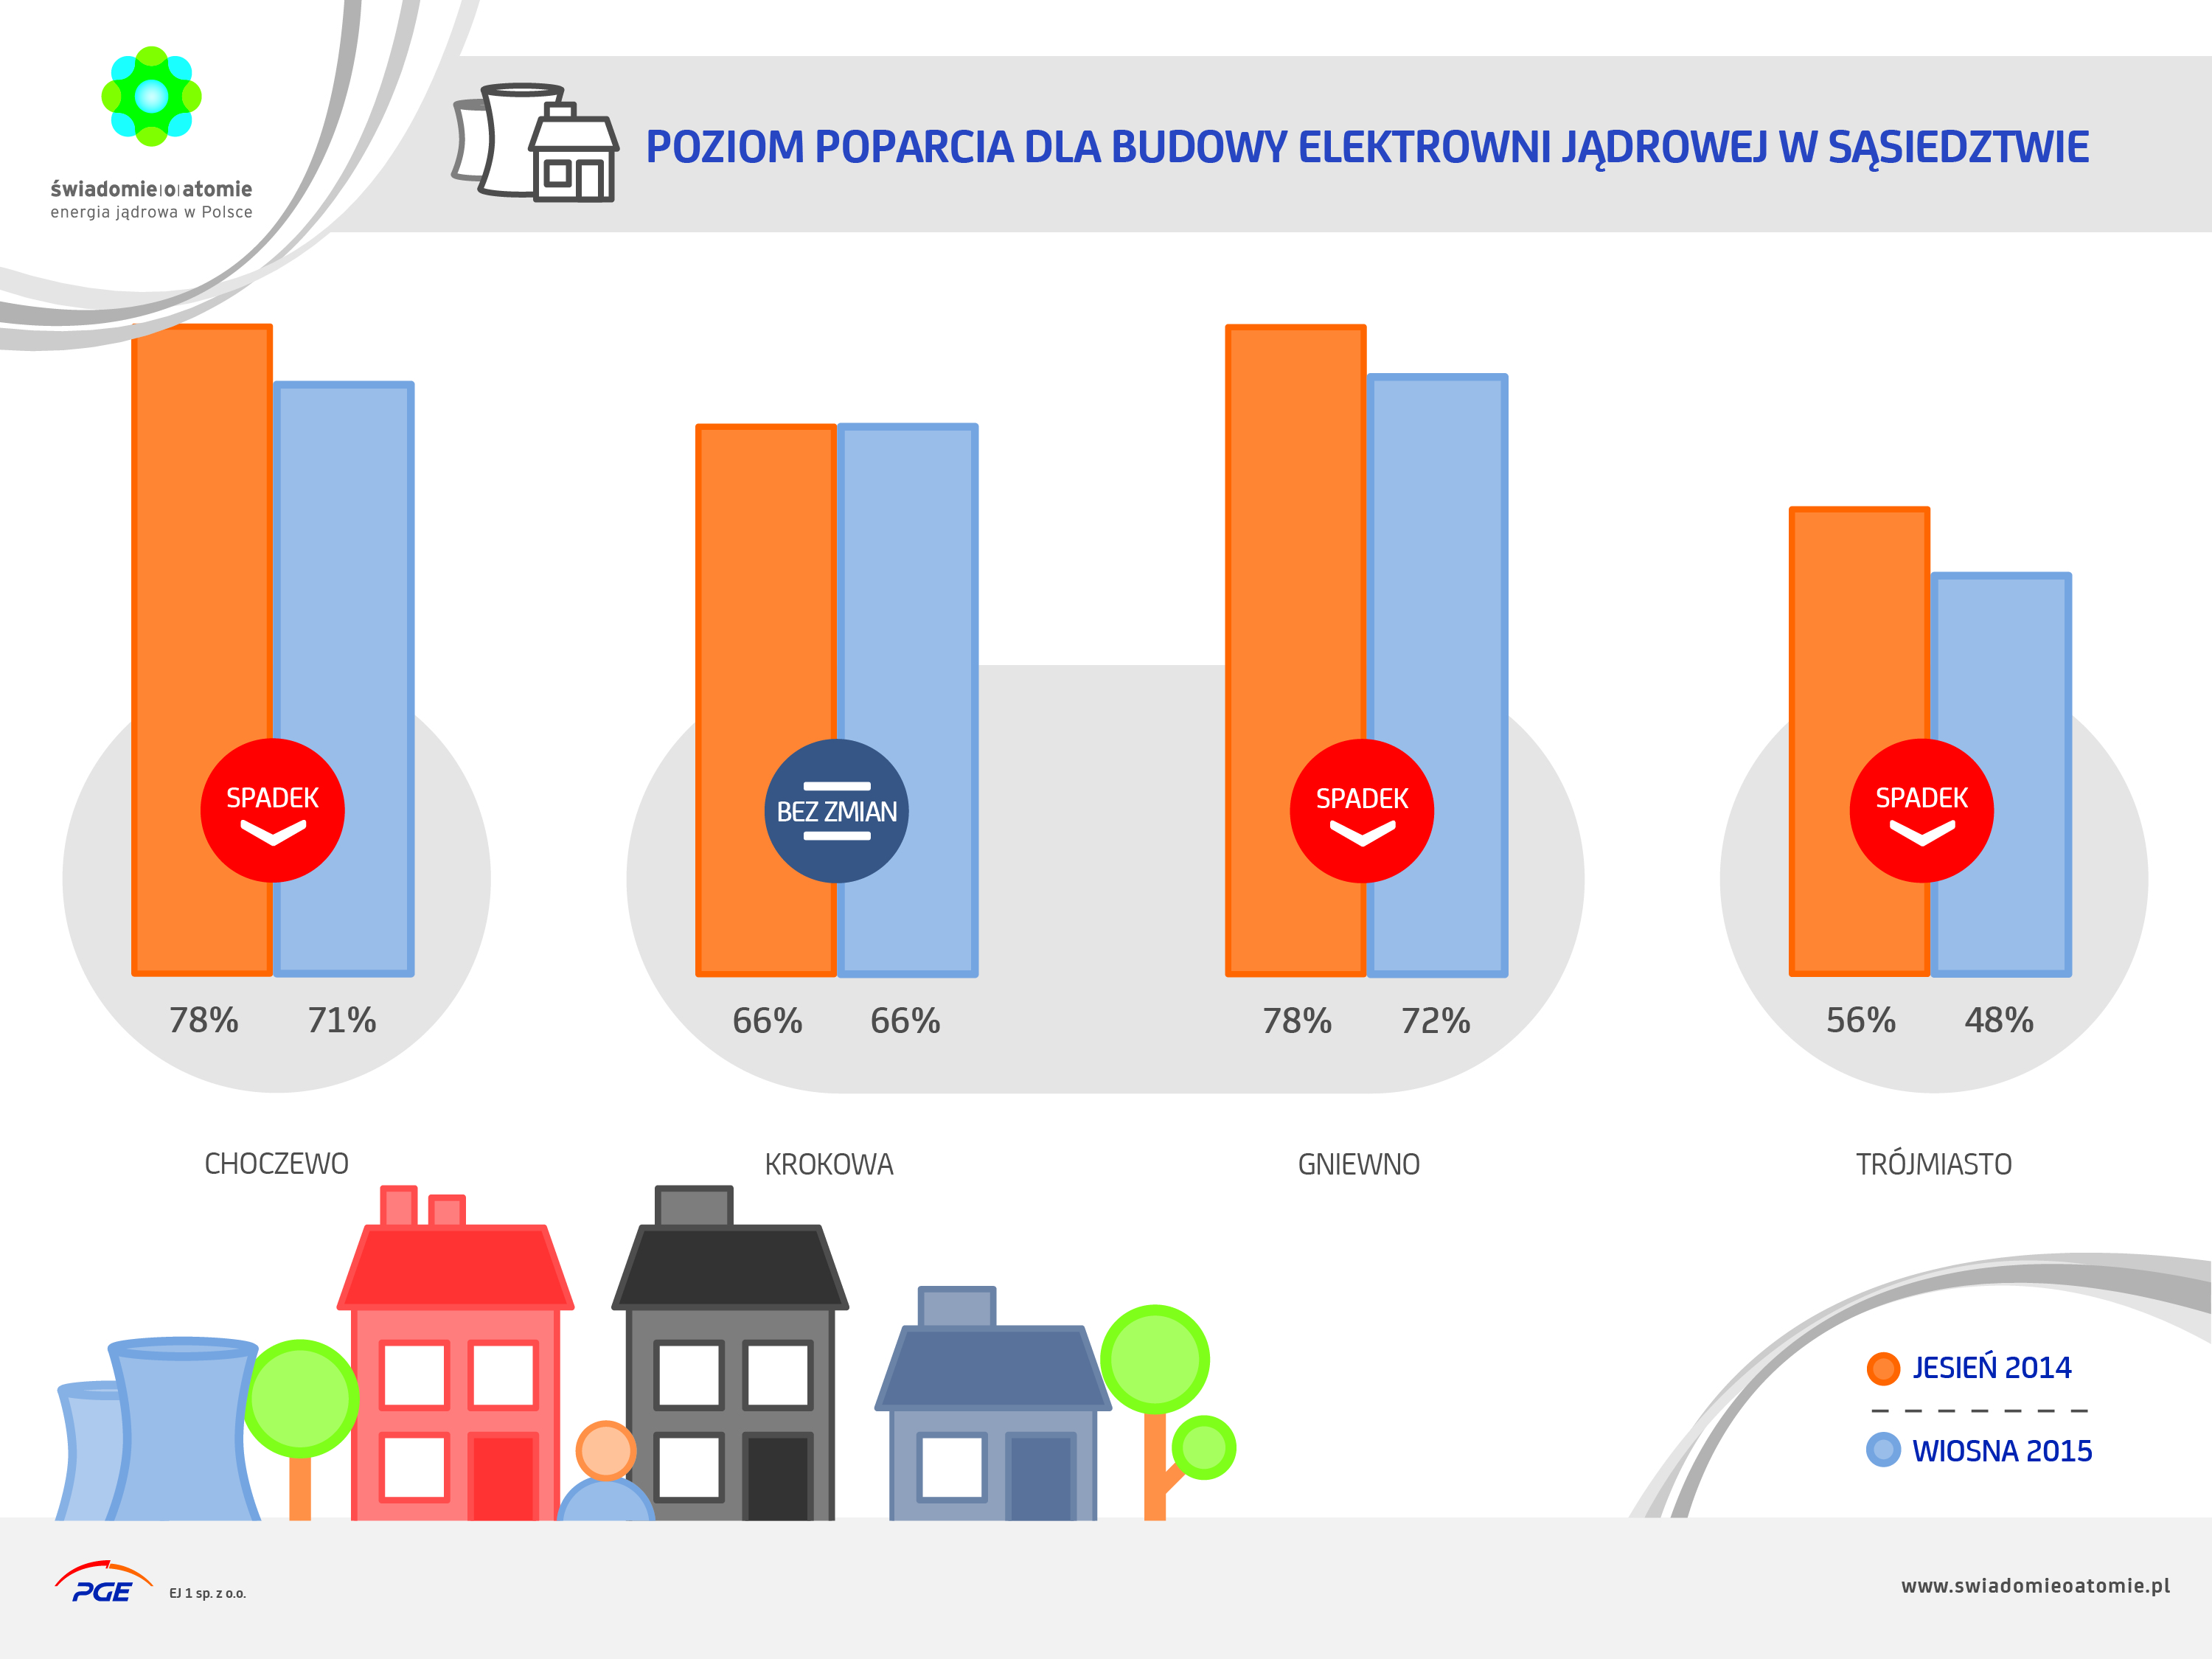 świadomie|o|atomie
energia jądrowa w Polsce
POZIOM POPARCIA DLA BUDOWY ELEKTROWNI JĄDROWEJ W SĄSIEDZTWIE
SPADEK
BEZ ZMIAN
SPADEK
SPADEK
78% 71%
66% 66%
78% 72%
56% 48%
CHOCZEWO
KROKOWA
GNIEWNO
TRÓJMIASTO
JESIEŃ 2014
WIOSNA 2015
PGE
EJ 1 sp. z o.o.
www.swiadomieoatomie.pl